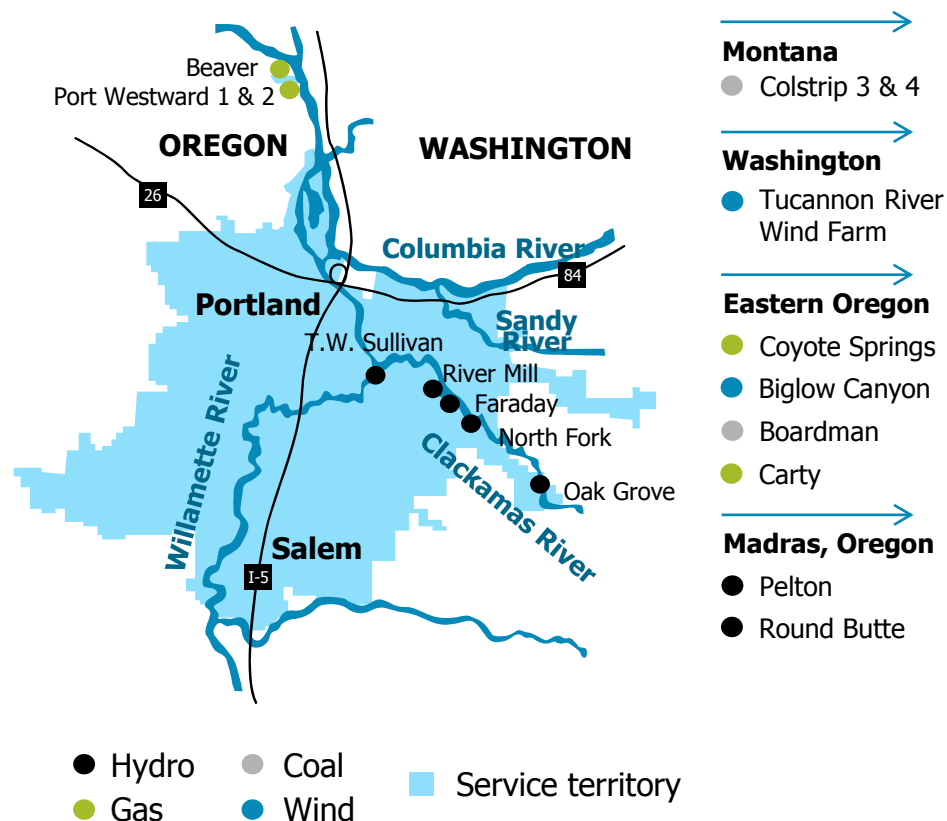 Beaver
Port Westward 1 & 2
OREGON
WASHINGTON
26
Columbia River
84
Portland
Sandy
River
T.W. Sullivan
River Mill
Faraday
North Fork
Oak Grove
Willamette River
Clackamas River
Salem
I-5
Montana
Colstrip 3 & 4
Washington
Tucannon River
Wind Farm
Eastern Oregon
Coyote Springs
Biglow Canyon
Boardman
Carty
Madras, Oregon
Pelton
Round Butte
Hydro
Coal
Gas
Wind
Service territory